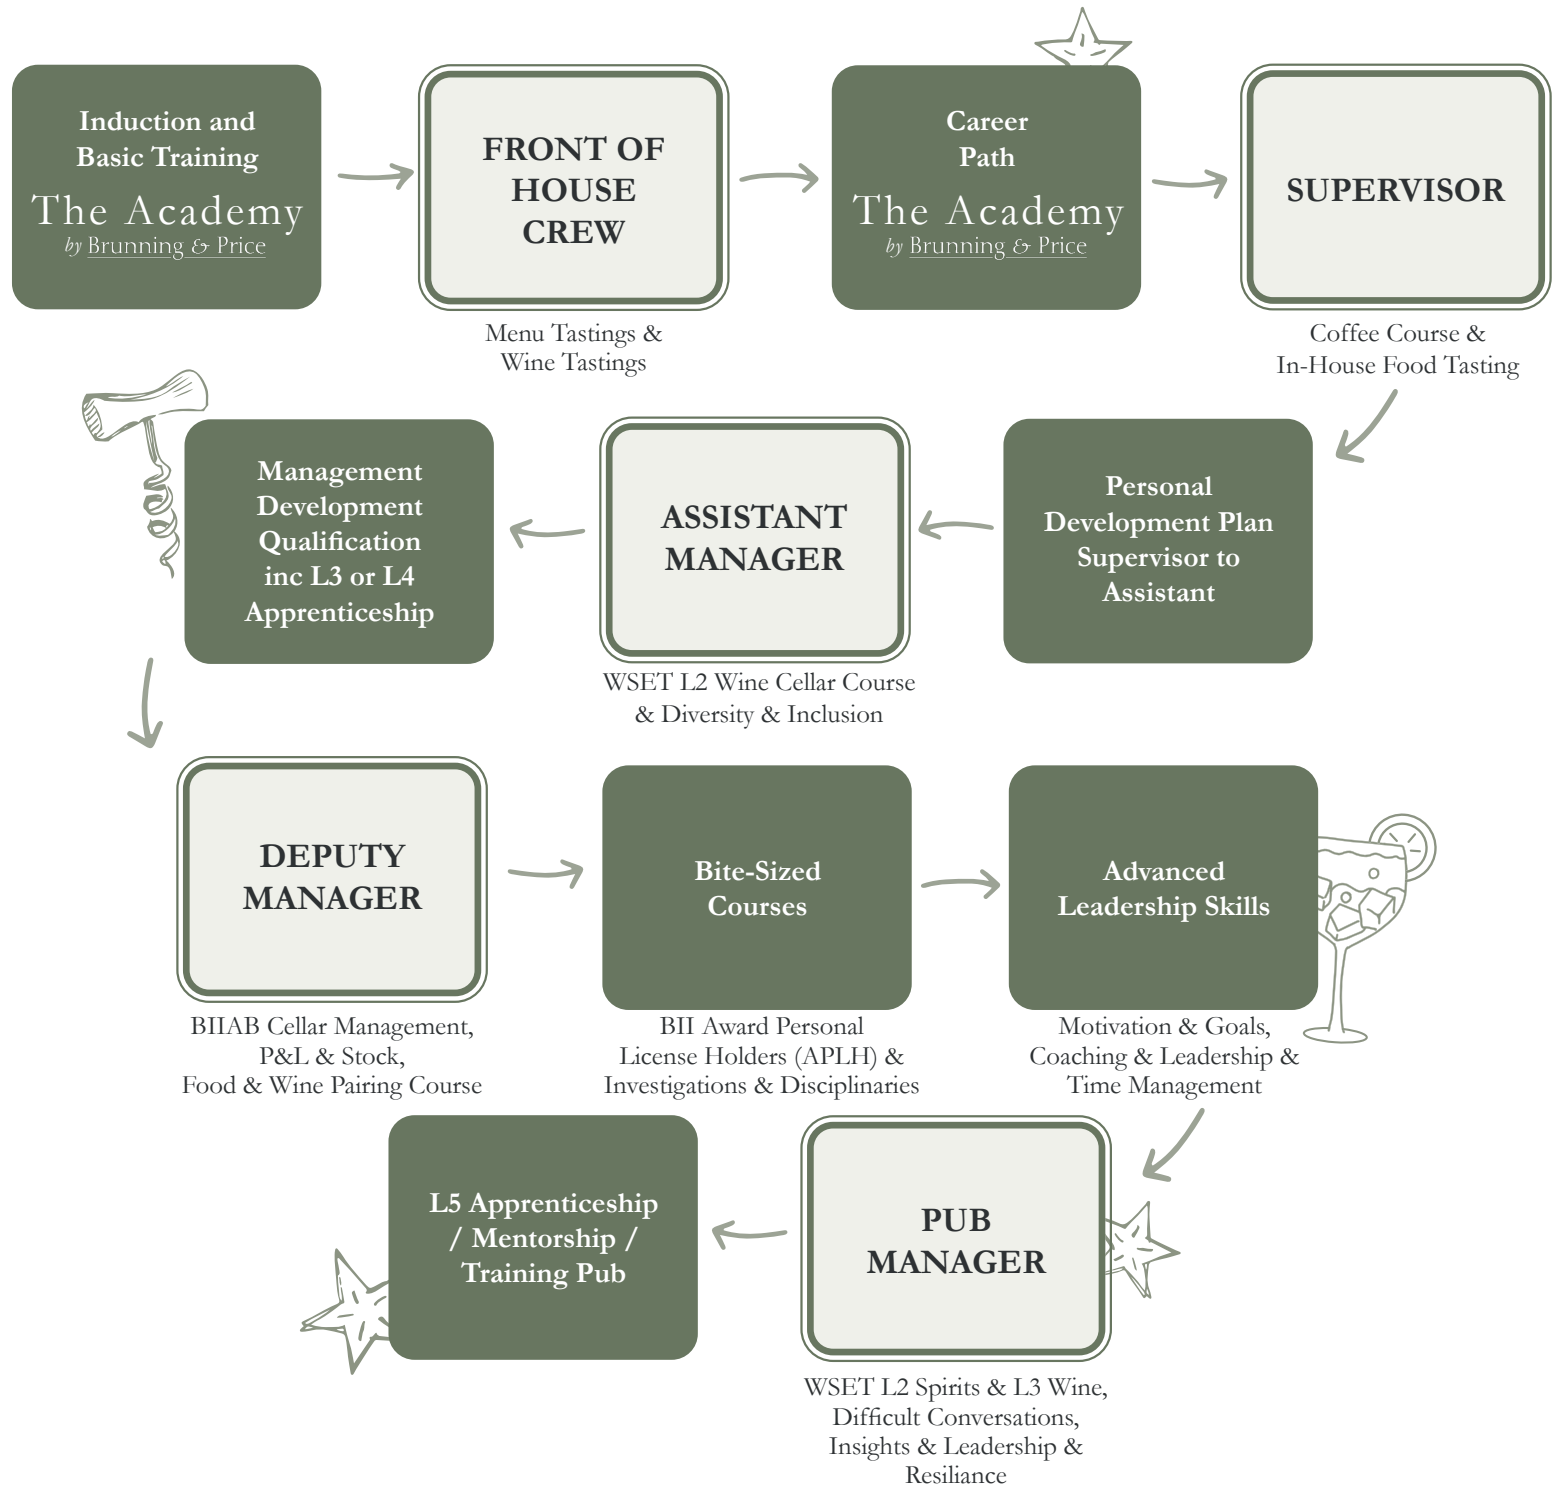 Induction and
Basic Training
The Academy
by Brunning & Price
FRONT OF
HOUSE
CREW
Menu Tastings &
Wine Tastings
Career
Path
The Academy
by Brunning & Price
SUPERVISOR
Coffee Course &
In-House Food Tasting
Personal
Development Plan
Supervisor to
Assistant
ASSISTANT
MANAGER
WSET L2 Wine Cellar Course
& Diversity & Inclusion
Management
Development
Qualification
inc L3 or L4
Apprenticeship
DEPUTY
MANAGER
BIIAB Cellar Management,
P&L & Stock,
Food & Wine Pairing Course
Bite-Sized
Courses
BII Award Personal
License Holders (APLH) &
Investigations & Disciplinaries
Advanced
Leadership Skills
Motivation & Goals,
Coaching & Leadership &
Time Management
PUB
MANAGER
WSET L2 Spirits & L3 Wine,
Difficult Conversations,
Insights & Leadership &
Resiliance
L5 Apprenticeship
/ Mentorship /
Training Pub